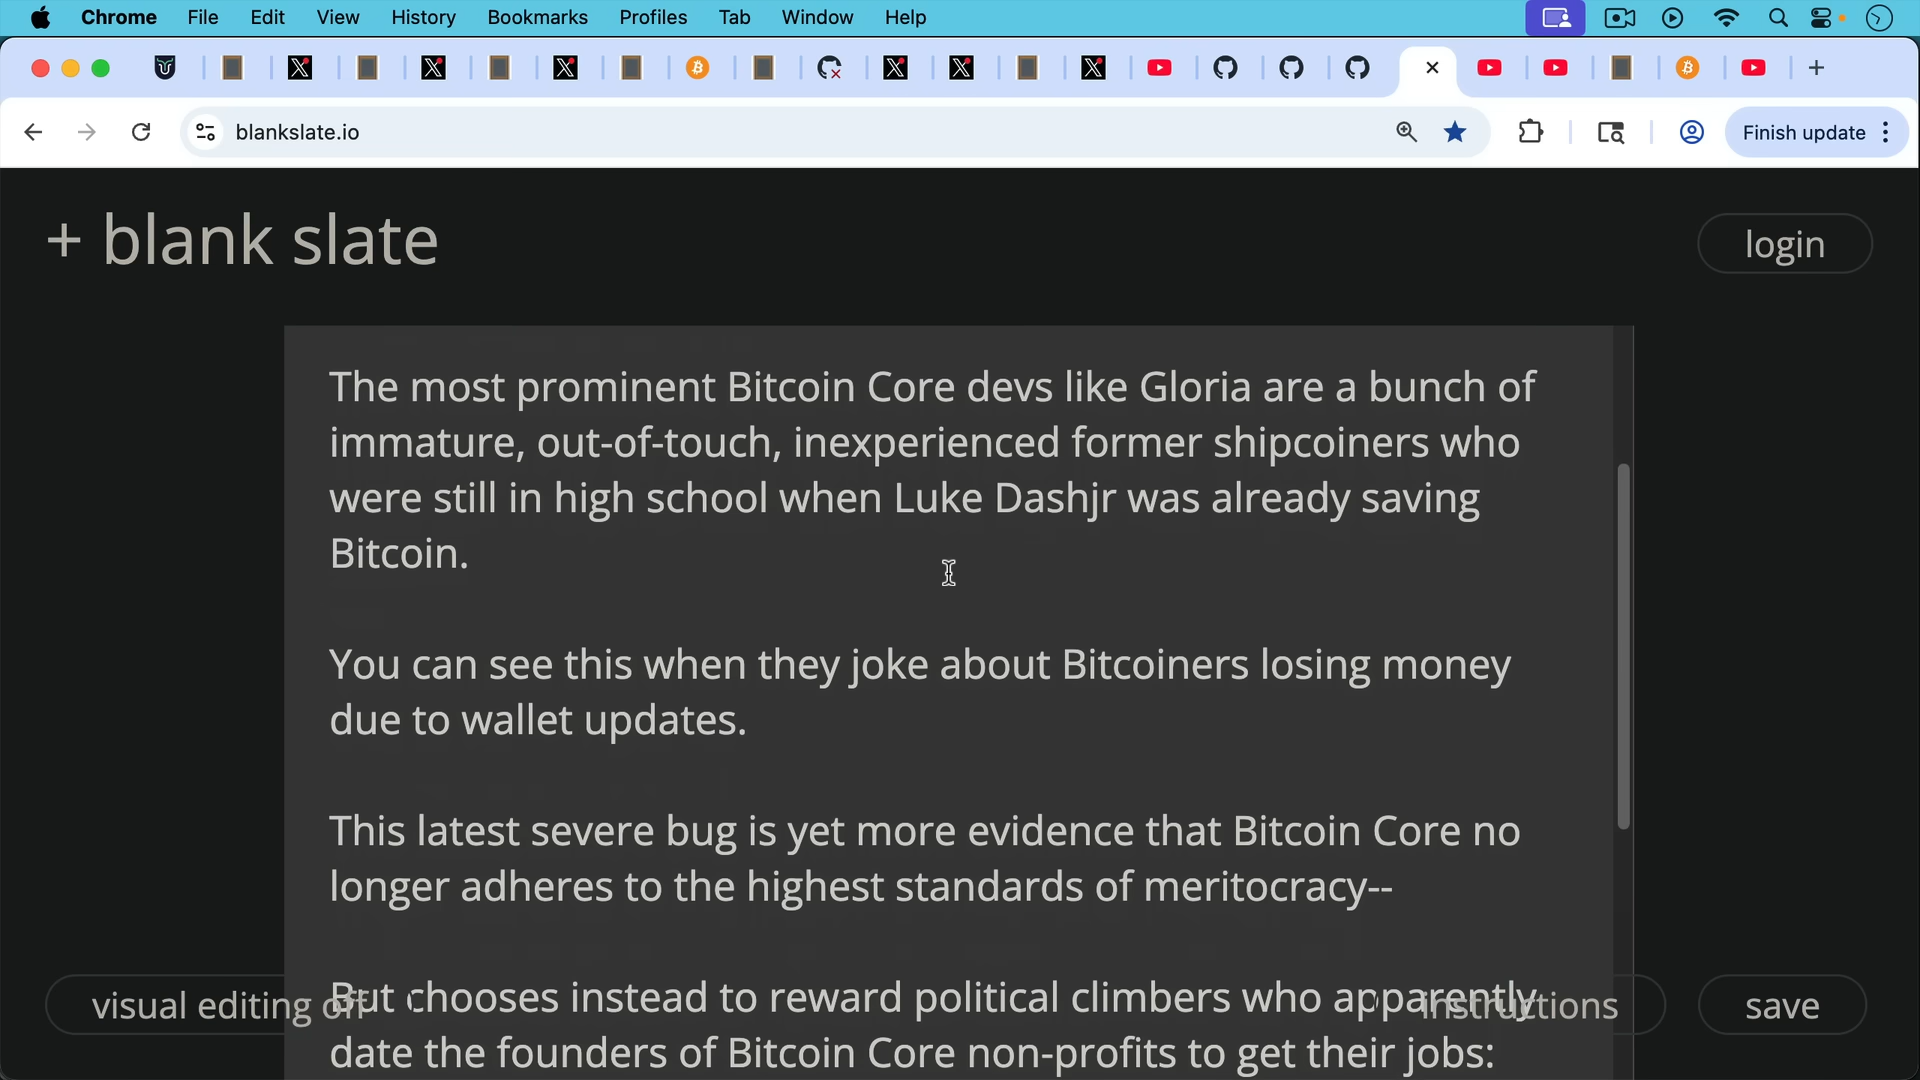 Chrome File Edit View History Bookmarks Profiles Tab Window Help
blankslate.io
Finish update
+ blank slate
login
The most prominent Bitcoin Core devs like Gloria are a bunch of
immature, out-of-touch, inexperienced former shipcoiners who
were still in high school when Luke Dashjr was already saving
Bitcoin.
You can see this when they joke about Bitcoiners losing money
due to wallet updates.
This latest severe bug is yet more evidence that Bitcoin Core no
longer adheres to the highest standards of meritocracy--
But chooses instead to reward political climbers who apparently
date the founders of Bitcoin Core non-profits to get their jobs:
visual editing off
instructions
save